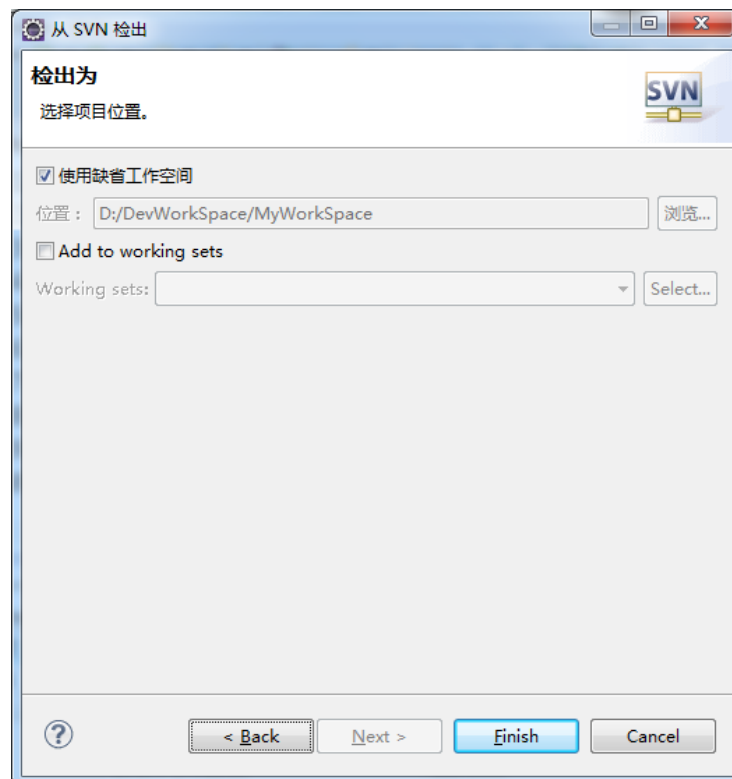 从 SVN 检出
检出为
选择项目位置。
SVN
使用缺省工作空间
位置： D:/DevWorkSpace/MyWorkSpace 浏览...
Add to working sets
Working sets: Select...
? < Back Next > Finish Cancel